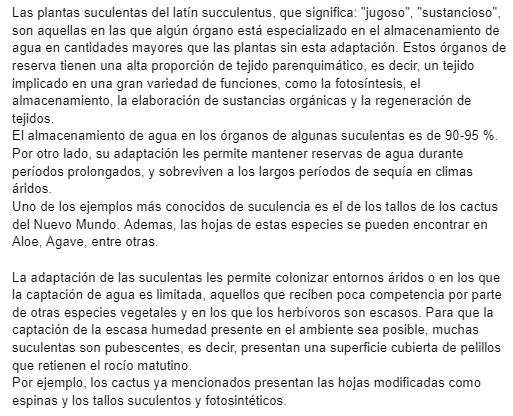 Las plantas suculentas del latín succulentus, que significa: "jugoso", "sustancioso",
son aquellas en las que algún órgano está especializado en el almacenamiento de
agua en cantidades mayores que las plantas sin esta adaptación. Estos órganos de
reserva tienen una alta proporción de tejido parenquimático, es decir, un tejido
implicado en una gran variedad de funciones, como la fotosíntesis, el
almacenamiento, la elaboración de sustancias orgánicas y la regeneración de
tejidos.
El almacenamiento de agua en los órganos de algunas suculentas es de 90-95 %.
Por otro lado, su adaptación les permite mantener reservas de agua durante
períodos prolongados, y sobreviven a los largos períodos de sequía en climas
áridos.
Uno de los ejemplos más conocidos de suculencia es el de los tallos de los cactus
del Nuevo Mundo. Ademas, las hojas de estas especies se pueden encontrar en
Aloe, Agave, entre otras.
La adaptación de las suculentas les permite colonizar entornos áridos o en los que
la captación de agua es limitada, aquellos que reciben poca competencia por parte
de otras especies vegetales y en los que los herbívoros son escasos. Para que la
captación de la escasa humedad presente en el ambiente sea posible, muchas
suculentas son pubescentes, es decir, presentan una superficie cubierta de pelillos
que retienen el rocío matutino.
Por ejemplo, los cactus ya mencionados presentan las hojas modificadas como
espinas y los tallos suculentos y fotosintéticos.